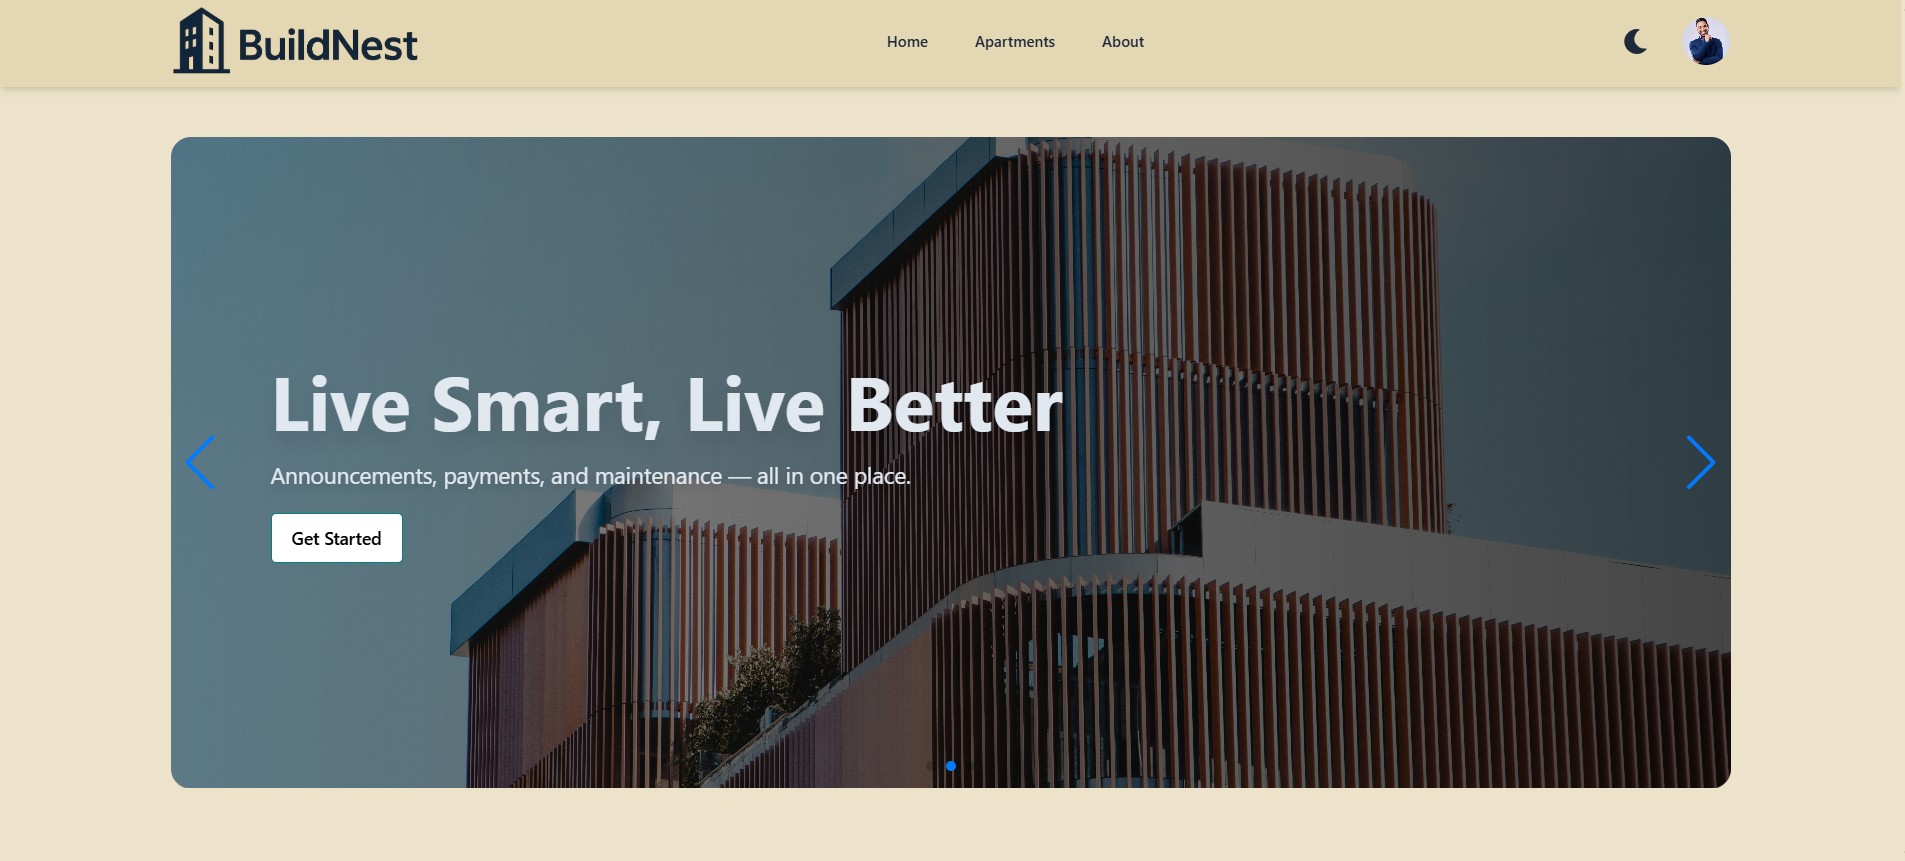 BuildNest
Home
Apartments
About
Live Smart, Live Better
Announcements, payments, and maintenance — all in one place.
Get Started